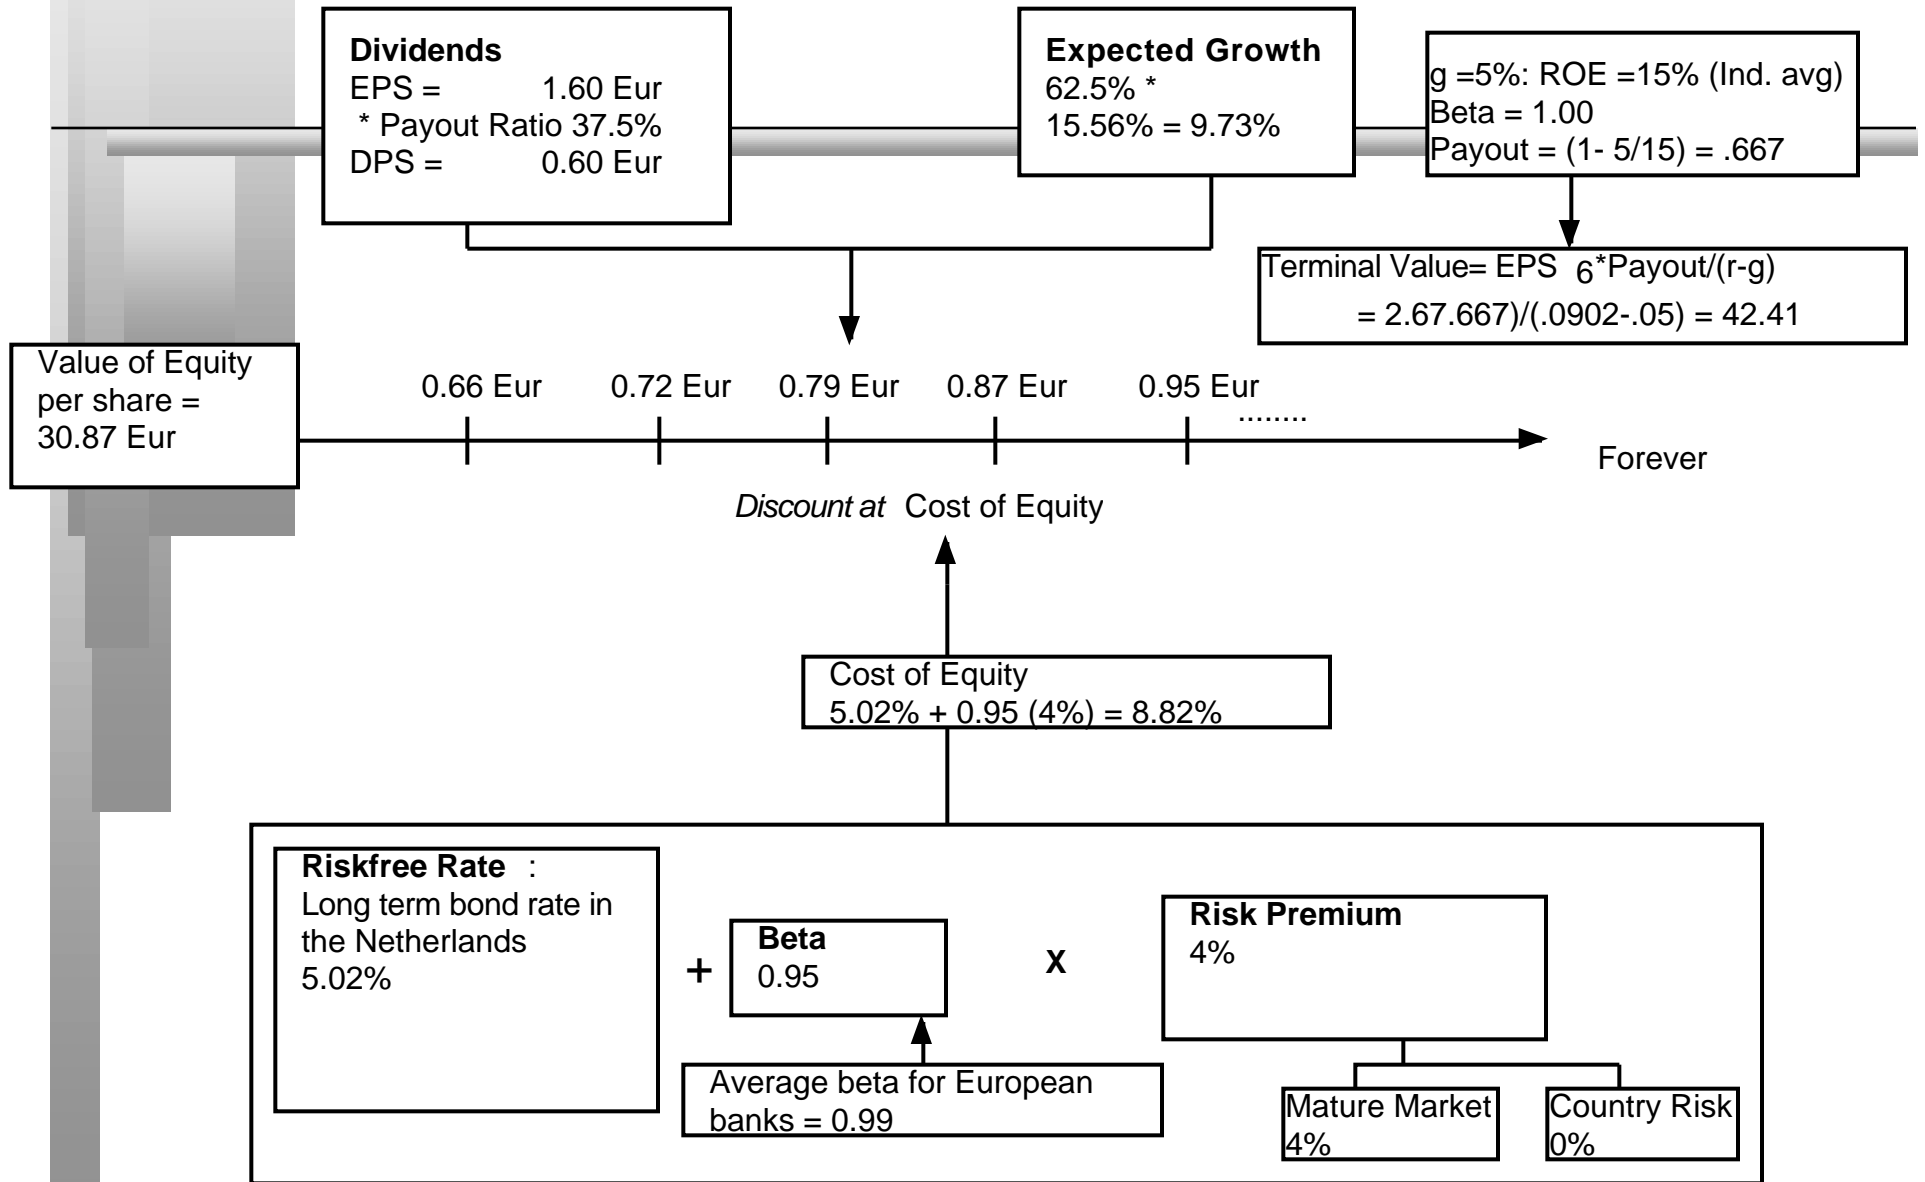 Dividends
EPS = 1.60 Eur
* Payout Ratio 37.5%
DPS = 0.60 Eur
Expected Growth
62.5% *
15.56% = 9.73%
g =5%: ROE =15% (Ind. avg)
Beta = 1.00
Payout = (1- 5/15) = .667
Terminal Value= EPS 6*Payout/(r-g)
= 2.67.667)/(.0902-.05) = 42.41
Value of Equity
per share =
30.87 Eur
0.66 Eur 0.72 Eur 0.79 Eur 0.87 Eur 0.95 Eur
........
Forever
Discount at Cost of Equity
Cost of Equity
5.02% + 0.95 (4%) = 8.82%
Riskfree Rate :
Long term bond rate in
the Netherlands
5.02%
+
Beta
0.95
X
Risk Premium
4%
Average beta for European
banks = 0.99
Mature Market
4%
Country Risk
0%